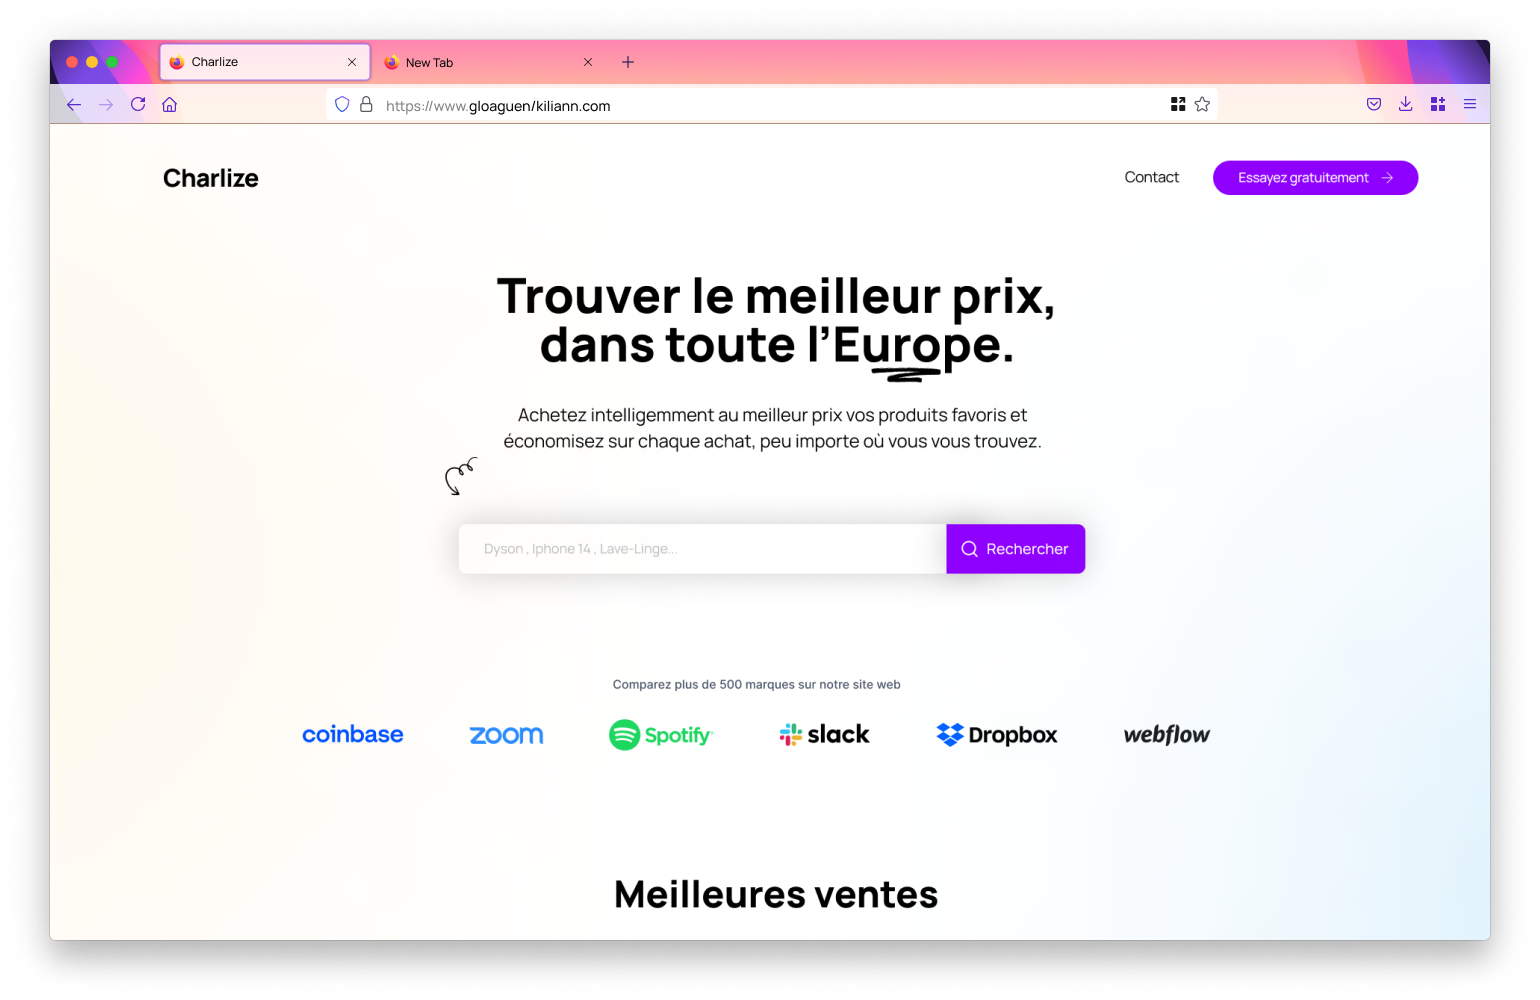 Charlize
New Tab
https://www.gloaguen/kiliann.com
Charlize
Contact
Essayez gratuitement
Trouver le meilleur prix,
dans toute l’Europe.
Achetez intelligemment au meilleur prix vos produits favoris et
économisez sur chaque achat, peu importe où vous vous trouvez.
Dyson , Iphone 14 , Lave-Linge...
Rechercher
Comparez plus de 500 marques sur notre site web
coinbase
zoom
Spotify
slack
Dropbox
webflow
Meilleures ventes